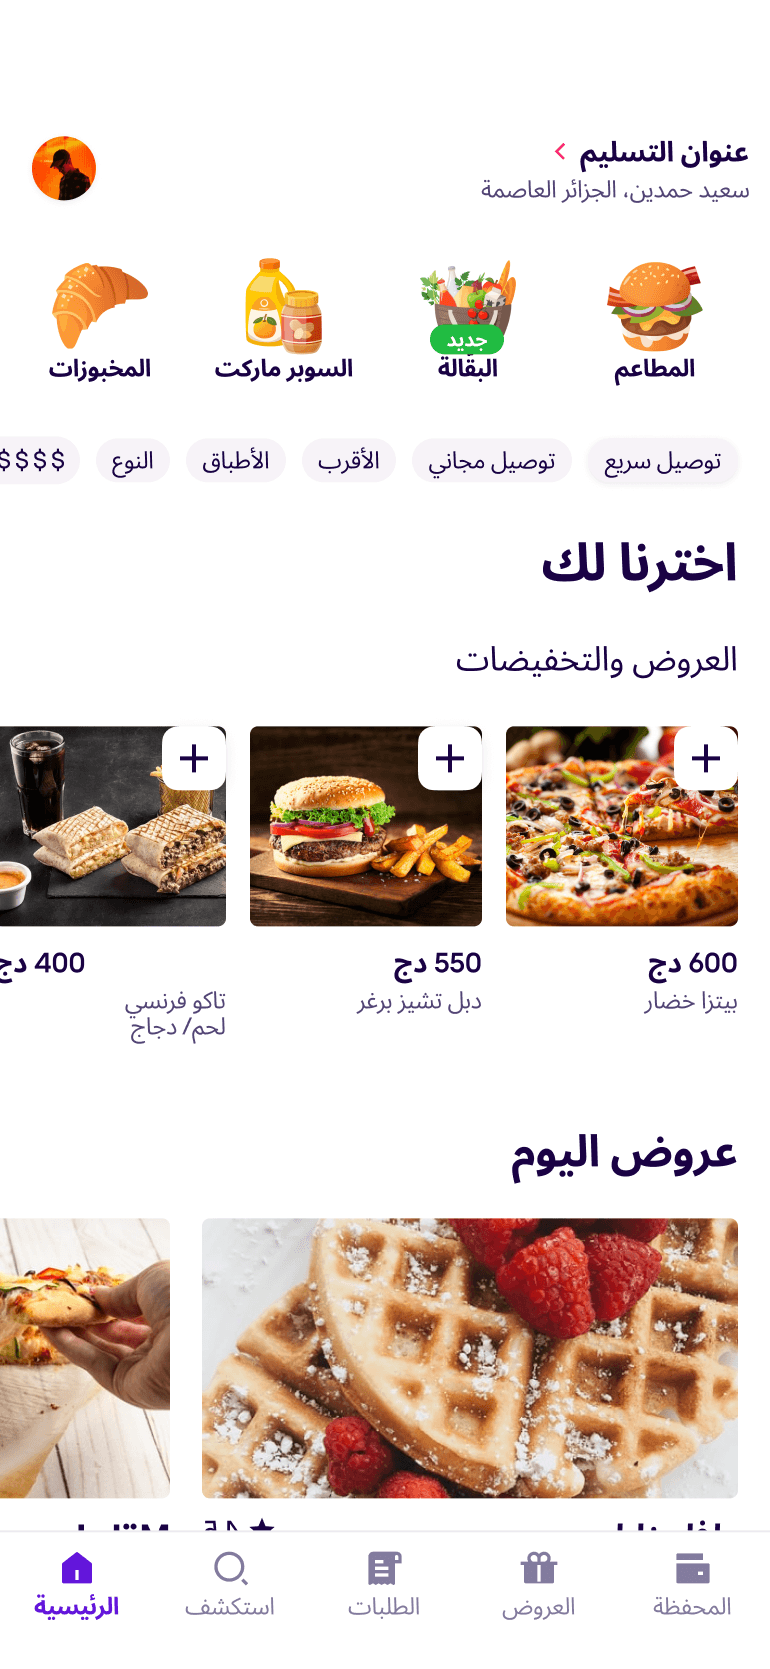 عنوان التسليم
سعيد حمدين، الجزائر العاصمة
جديد
المطاعم
البقّالة
السوبر ماركت
المخبوزات
توصيل سريع
توصيل مجاني
الأقرب
الأطباق
النوع
$$$$
اخترنا لك
العروض والتخفيضات
600 دج
550 دج
400 دج
بيتزا خضار
دبل تشيز برغر
تاكو فرنسي
لحم/ دجاج
عروض اليوم
المحفظة
العروض
الطلبات
استكشف
الرئيسية